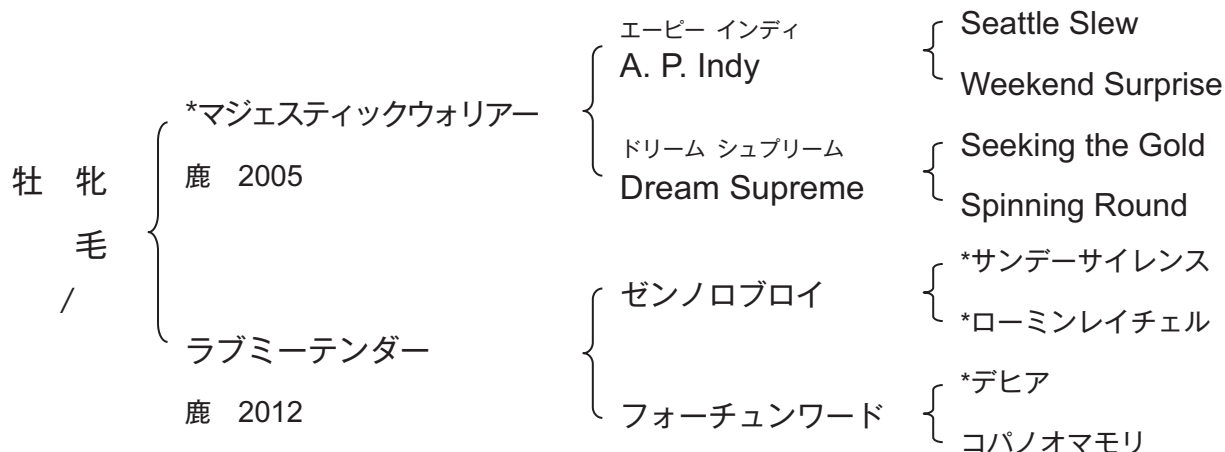 牡 牝
毛
/
*マジェスティックウォリアー
鹿 2005
ラブミーテンダー
鹿 2012
エーピー インディ
A. P. Indy
ドリーム シュプリーム
Dream Supreme
ゼンノロブロイ
フォーチュンワード
Seattle Slew
Weekend Surprise
Seeking the Gold
Spinning Round
*サンデーサイレンス
*ローミンレイチェル
*デヒア
コパノオマモリ